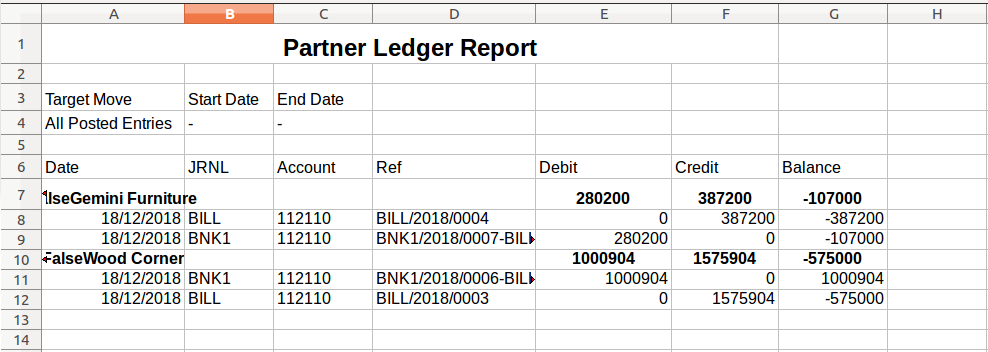 A B C D E F G H
1 Partner Ledger Report
2
3 Target Move Start Date End Date
4 All Posted Entries - -
5
6 Date JRNL Account Ref Debit Credit Balance
7 lseGemini Furniture 280200 387200 -107000
8 18/12/2018 BILL 112110 BILL/2018/0004 0 387200 -387200
9 18/12/2018 BNK1 112110 BNK1/2018/0007-BILL 280200 0 -107000
10 FalseWood Corner 1000904 1575904 -575000
11 18/12/2018 BNK1 112110 BNK1/2018/0006-BILL 1000904 0 1000904
12 18/12/2018 BILL 112110 BILL/2018/0003 0 1575904 -575000
13
14